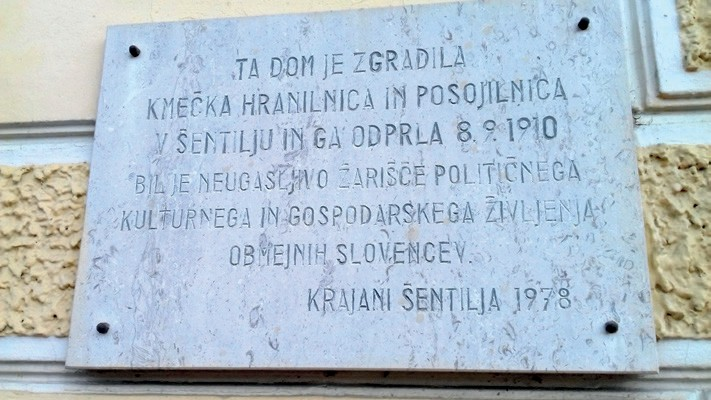 TA DOM JE ZGRADILA
KMEČKA HRANILNICA IN POSOJILNICA
V ŠENTILJU IN GA ODPRLA 8.9.1910
BIL JE NEUGASLJIVO ŽARIŠČE POLITIČNEGA
KULTURNEGA IN GOSPODARSKEGA ŽIVLJENJA
OBMEJNIH SLOVENCEV.
KRAJANI ŠENTILJA 1978